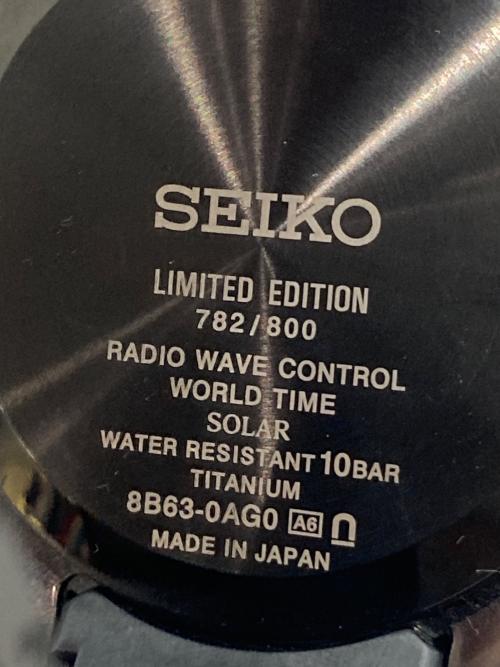 SEIKO
LIMITED EDITION
782/800
RADIO WAVE CONTROL
WORLD TIME
SOLAR
WATER RESISTANT 10BAR
TITANIUM
8B63-0AG0 A6
MADE IN JAPAN